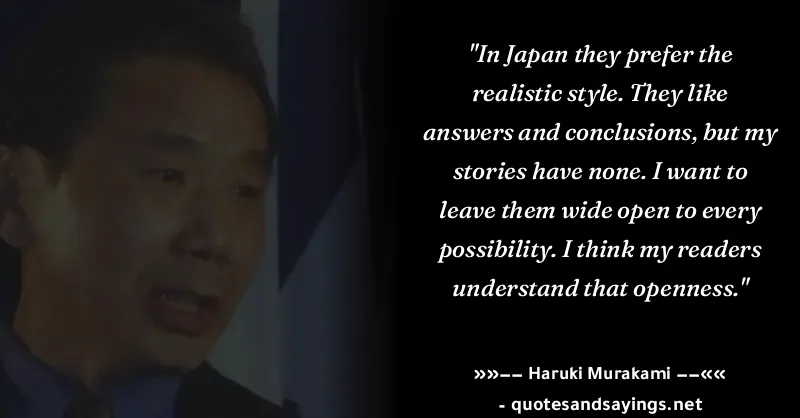 "In Japan they prefer the
realistic style. They like
answers and conclusions, but my
stories have none. I want to
leave them wide open to every
possibility. I think my readers
understand that openness."
»»–– Haruki Murakami ––««
- quotesandsayings.net